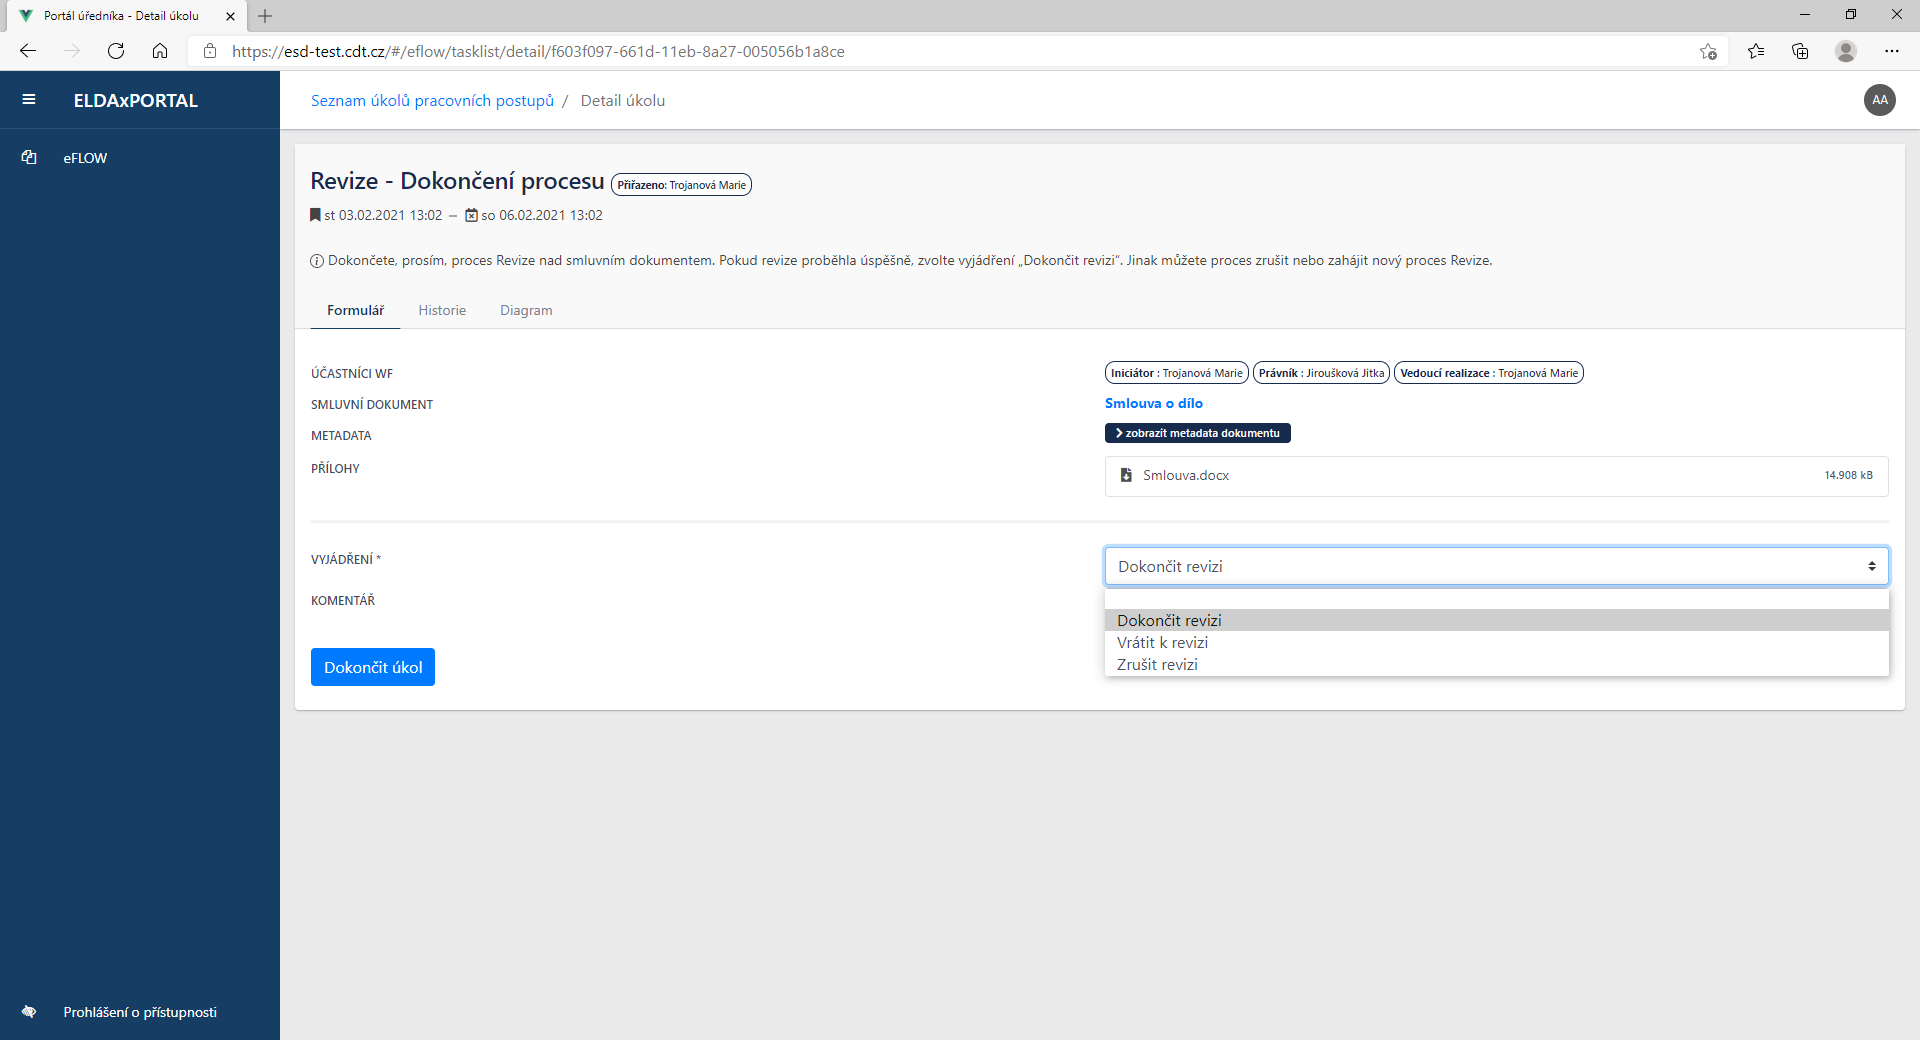 Portál úředníka - Detail úkolu
https://esd-test.cdt.cz/#/eflow/tasklist/detail/f603f097-661d-11eb-8a27-005056b1a8ce
ELDAxPORTAL
Seznam úkolů pracovních postupů / Detail úkolu
AA
eFLOW
Revize - Dokončení procesu Přiřazeno: Trojanová Marie
st 03.02.2021 13:02 – so 06.02.2021 13:02
Dokončete, prosím, proces Revize nad smluvním dokumentem. Pokud revize proběhla úspěšně, zvolte vyjádření „Dokončit revizi“. Jinak můžete proces zrušit nebo zahájit nový proces Revize.
Formulář Historie Diagram
ÚČASTNÍCI WF Iniciátor : Trojanová Marie Právník : Jiroušková Jitka Vedoucí realizace : Trojanová Marie
SMLUVNÍ DOKUMENT Smlouva o dílo
METADATA zobrazit metadata dokumentu
PŘÍLOHY Smlouva.docx 14.908 kB
VYJÁDŘENÍ * Dokončit revizi
KOMENTÁŘ
Dokončit revizi
Vrátit k revizi
Zrušit revizi
Dokončit úkol
Prohlášení o přístupnosti